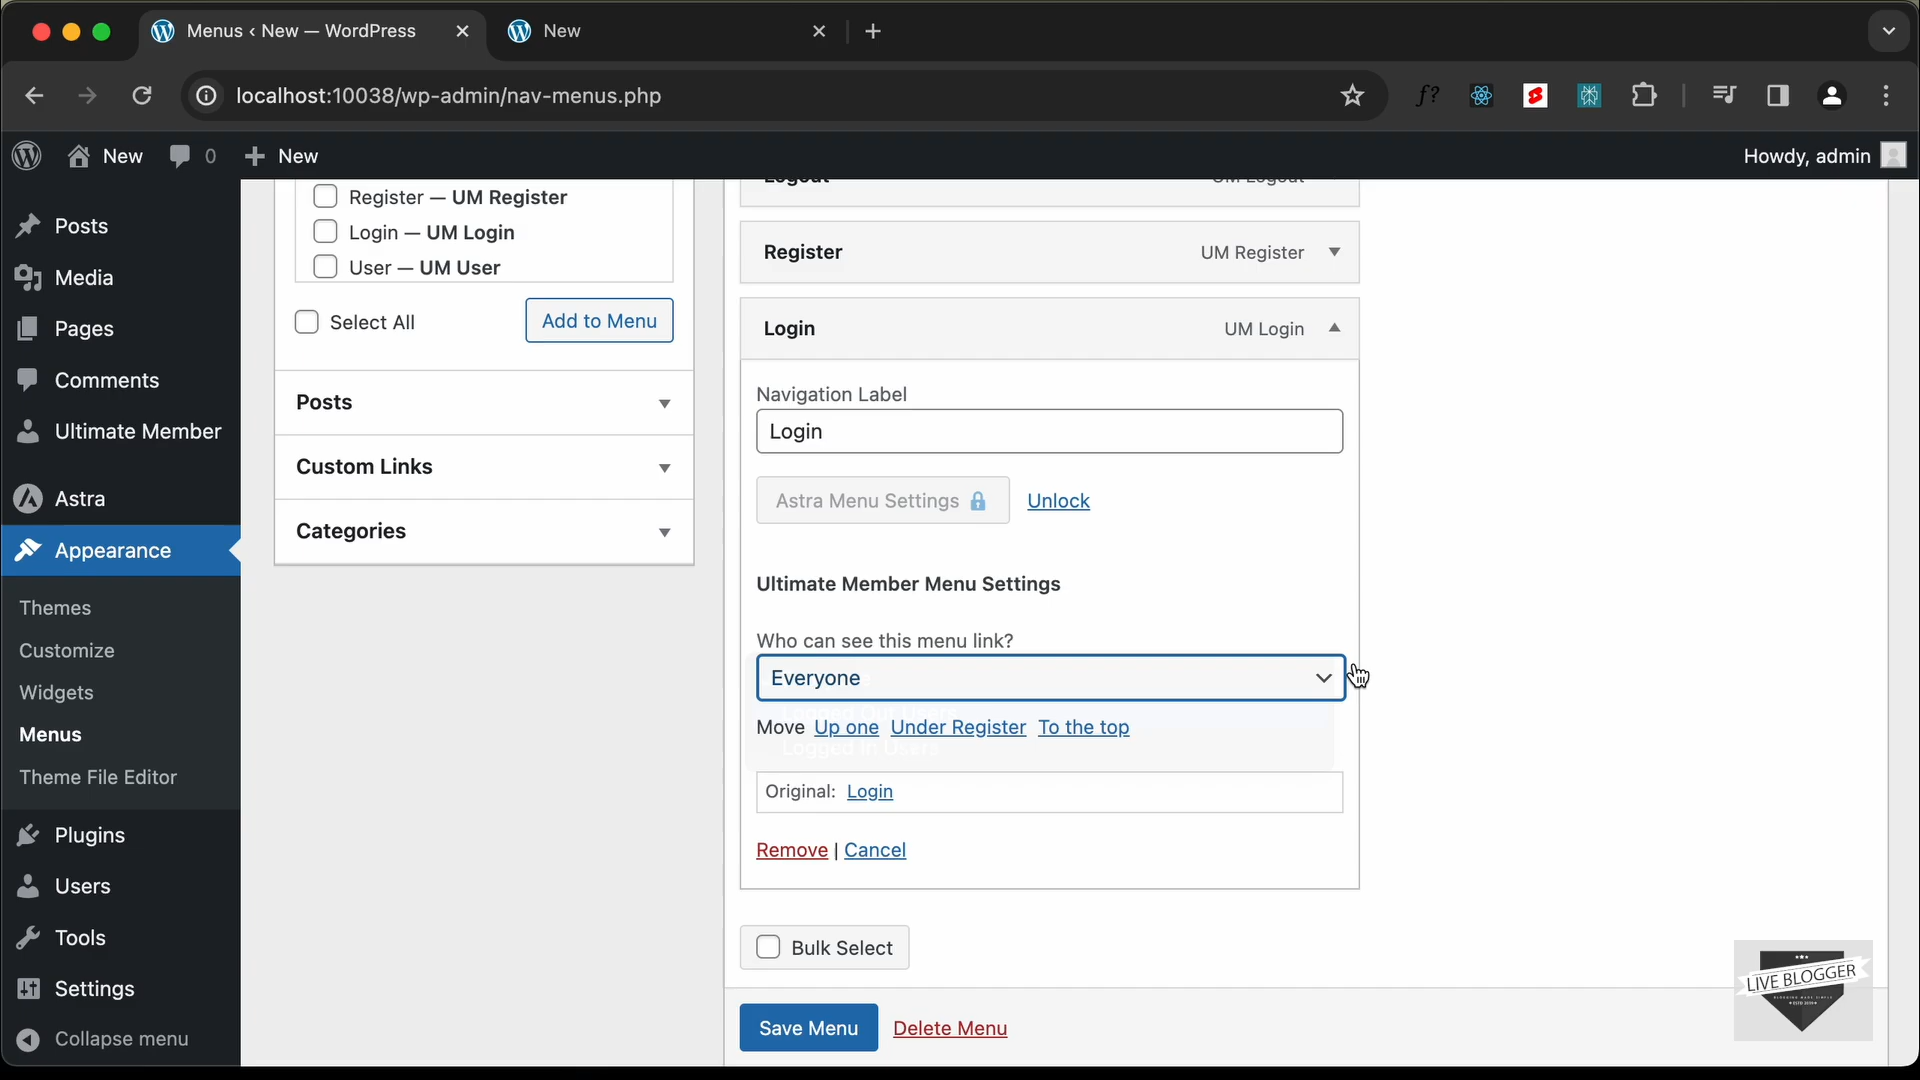 Menus ‹ New — WordPress
New
localhost:10038/wp-admin/nav-menus.php
f?
New
0
New
Howdy, admin
Posts
Media
Pages
Comments
Ultimate Member
Astra
Appearance
Themes
Customize
Widgets
Menus
Theme File Editor
Plugins
Users
Tools
Settings
Collapse menu
Register — UM Register
Login — UM Login
User — UM User
Select All
Add to Menu
Posts
Custom Links
Categories
Logout UM Logout
Register UM Register
Login UM Login
Navigation Label
Login
Astra Menu Settings Unlock
Ultimate Member Menu Settings
Who can see this menu link?
Everyone
Logged Out Users
Move Up one Under Register To the top
Logged In Users
Original: Login
Remove | Cancel
Bulk Select
Save Menu Delete Menu
LIVE BLOGGER